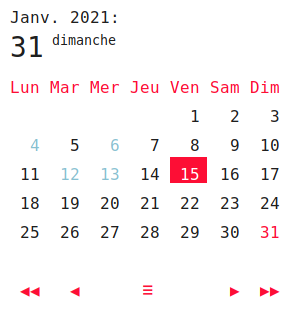 Janv. 2021:
31 dimanche
Lun Mar Mer Jeu Ven Sam Dim
1 2 3
4 5 6 7 8 9 10
11 12 13 14 15 16 17
18 19 20 21 22 23 24
25 26 27 28 29 30 31
◀◀ ◀ ≡ ▶ ▶▶